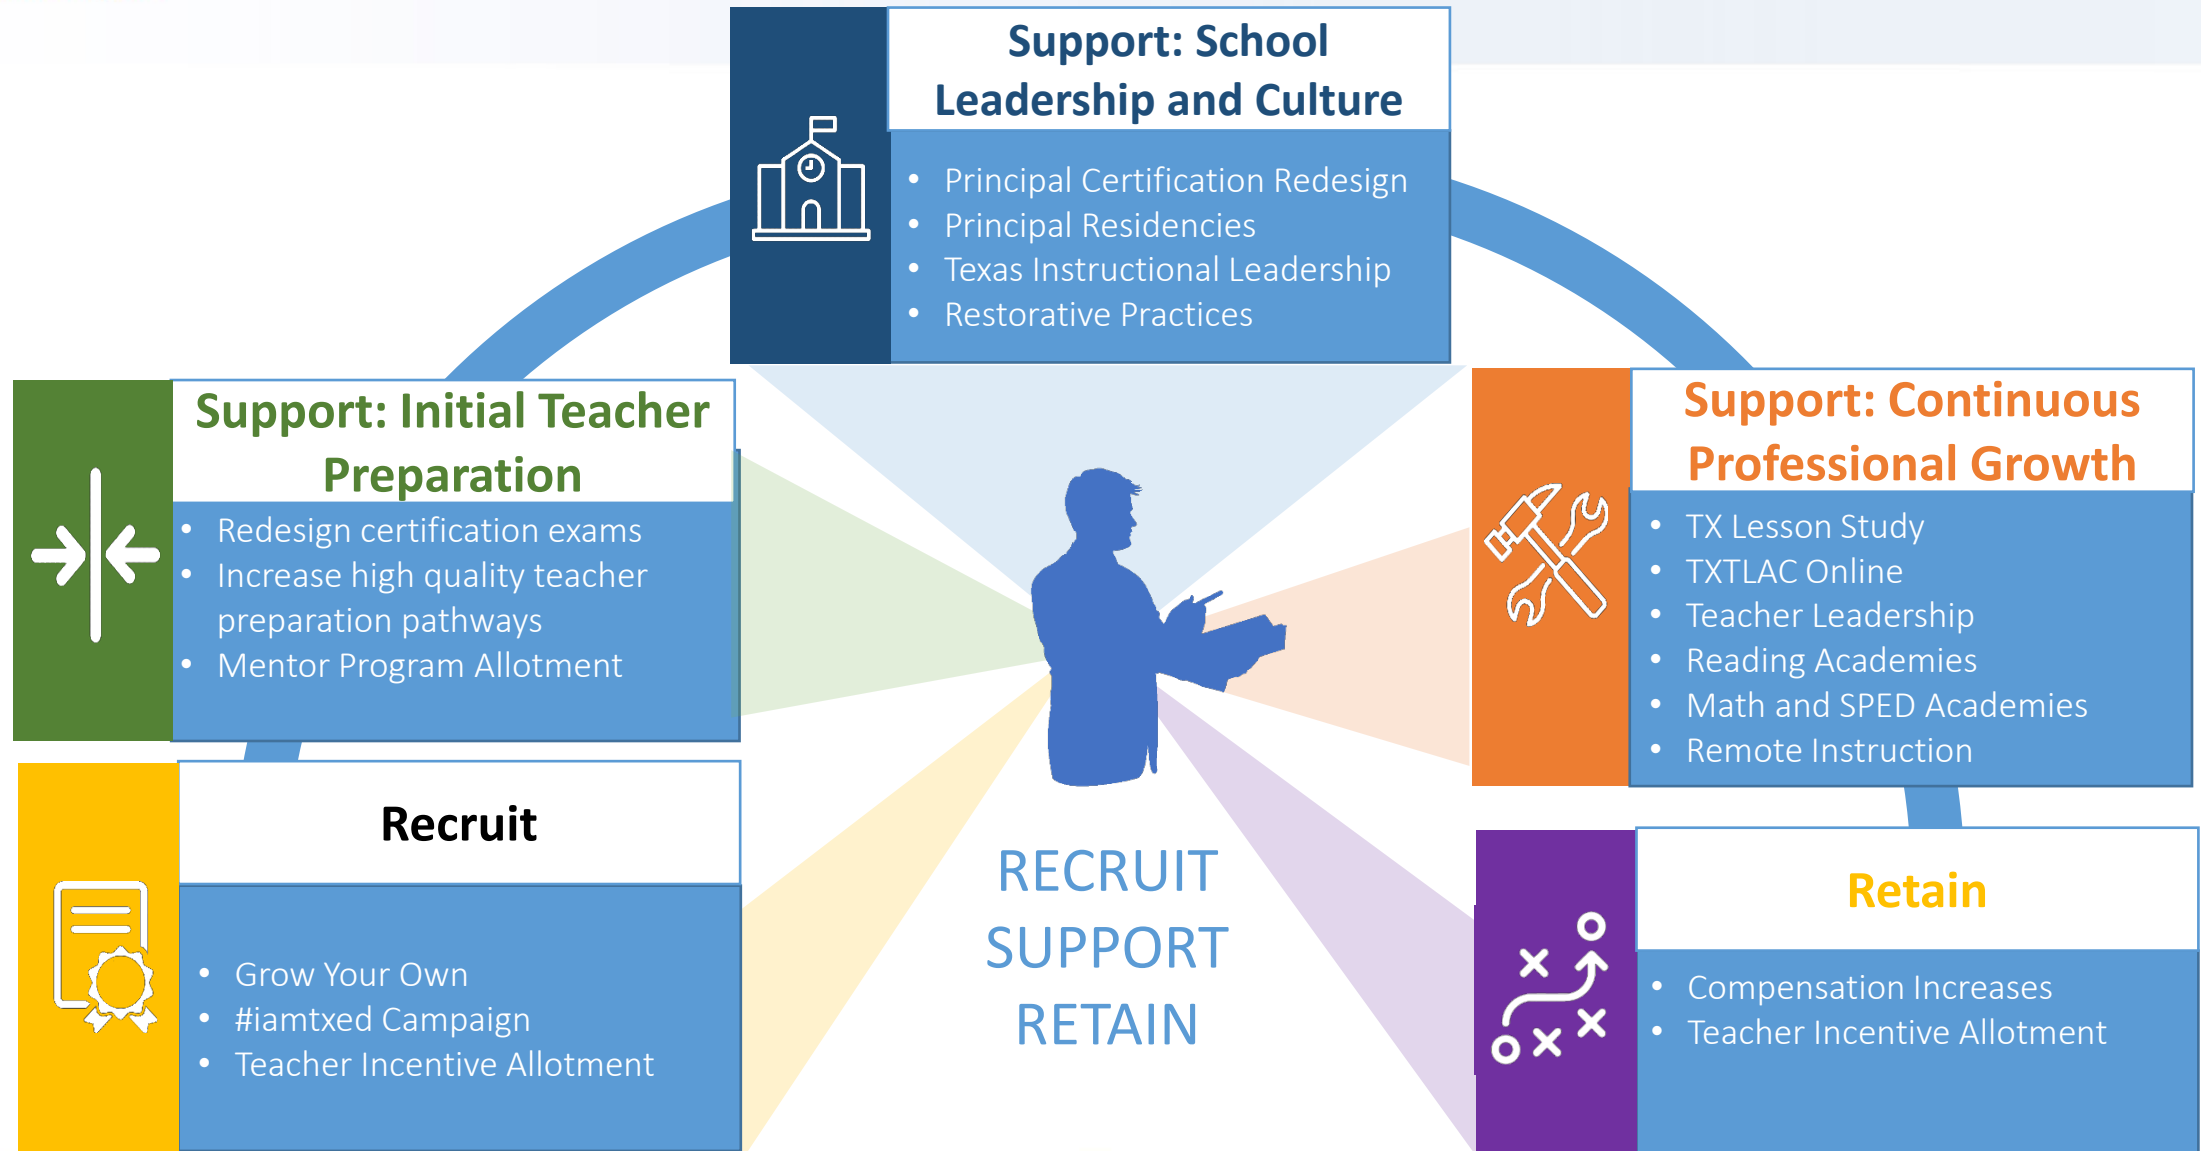 Support: School
Leadership and Culture
• Principal Certification Redesign
• Principal Residencies
• Texas Instructional Leadership
• Restorative Practices
Support: Initial Teacher
Preparation
• Redesign certification exams
• Increase high quality teacher
preparation pathways
• Mentor Program Allotment
Support: Continuous
Professional Growth
• TX Lesson Study
• TXTLAC Online
• Teacher Leadership
• Reading Academies
• Math and SPED Academies
• Remote Instruction
Recruit
• Grow Your Own
• #iamtxed Campaign
• Teacher Incentive Allotment
RECRUIT
SUPPORT
RETAIN
Retain
• Compensation Increases
• Teacher Incentive Allotment